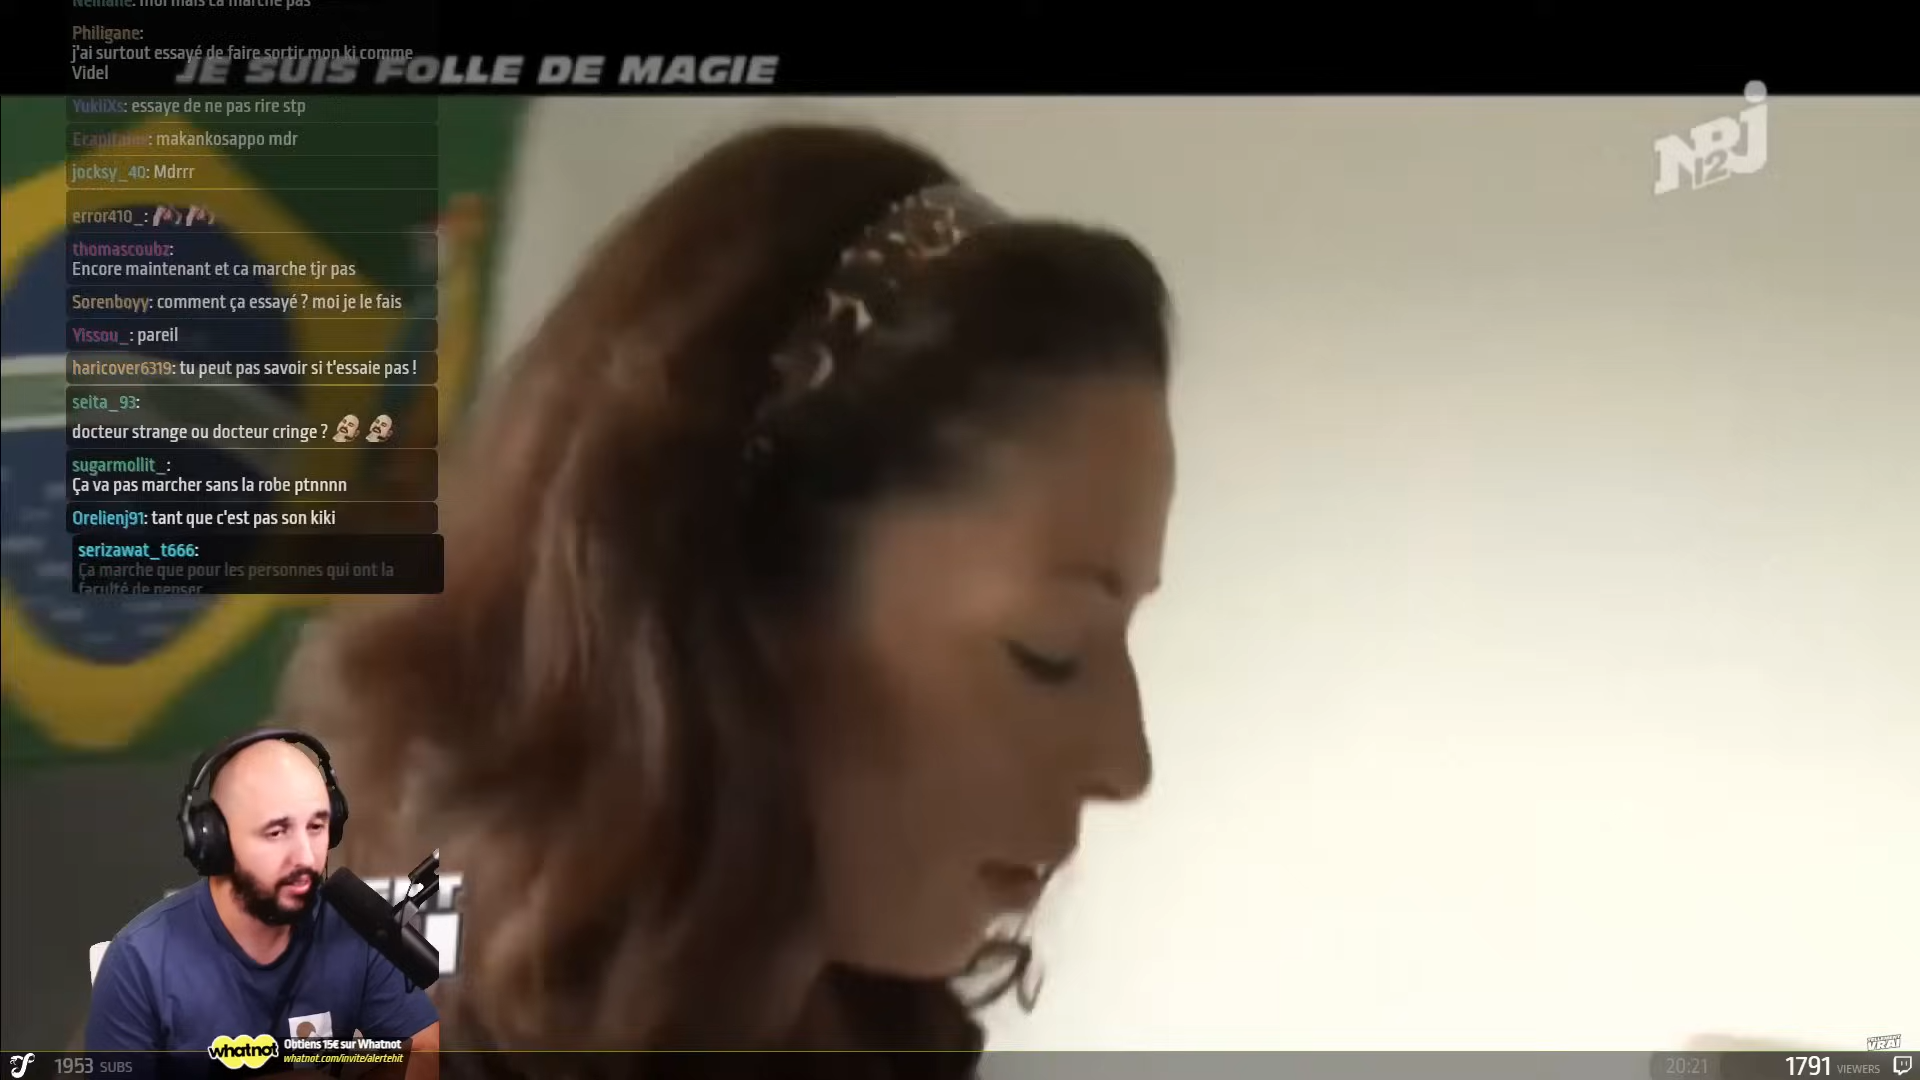 Philigane:
j'ai surtout essayé de faire sortir mon ki comme
Videl
JE SUIS FOLLE DE MAGIE
YukliXs: essaye de ne pas rire stp
: makankosappo mdr
jocksy_40: Mdrrr
error410_:
thomascoubz:
Encore maintenant et ca marche tjr pas
Sorenboyy: comment ça essayé ? moi je le fais
Yissou_: pareil
haricover6319: tu peut pas savoir si t'essaie pas !
seita_93:
docteur strange ou docteur cringe ?
sugarmollit_:
Ça va pas marcher sans la robe ptnnnn
Orelienj91: tant que c'est pas son kiki
serizawat_t666:
Ça marche que pour les personnes qui ont la
faculté de penser
NRJ
12
whatnot
Obtiens 15€ sur Whatnot
whatnot.com/invite/alertehit
1953 SUBS
VRAI
20:21
1791 VIEWERS